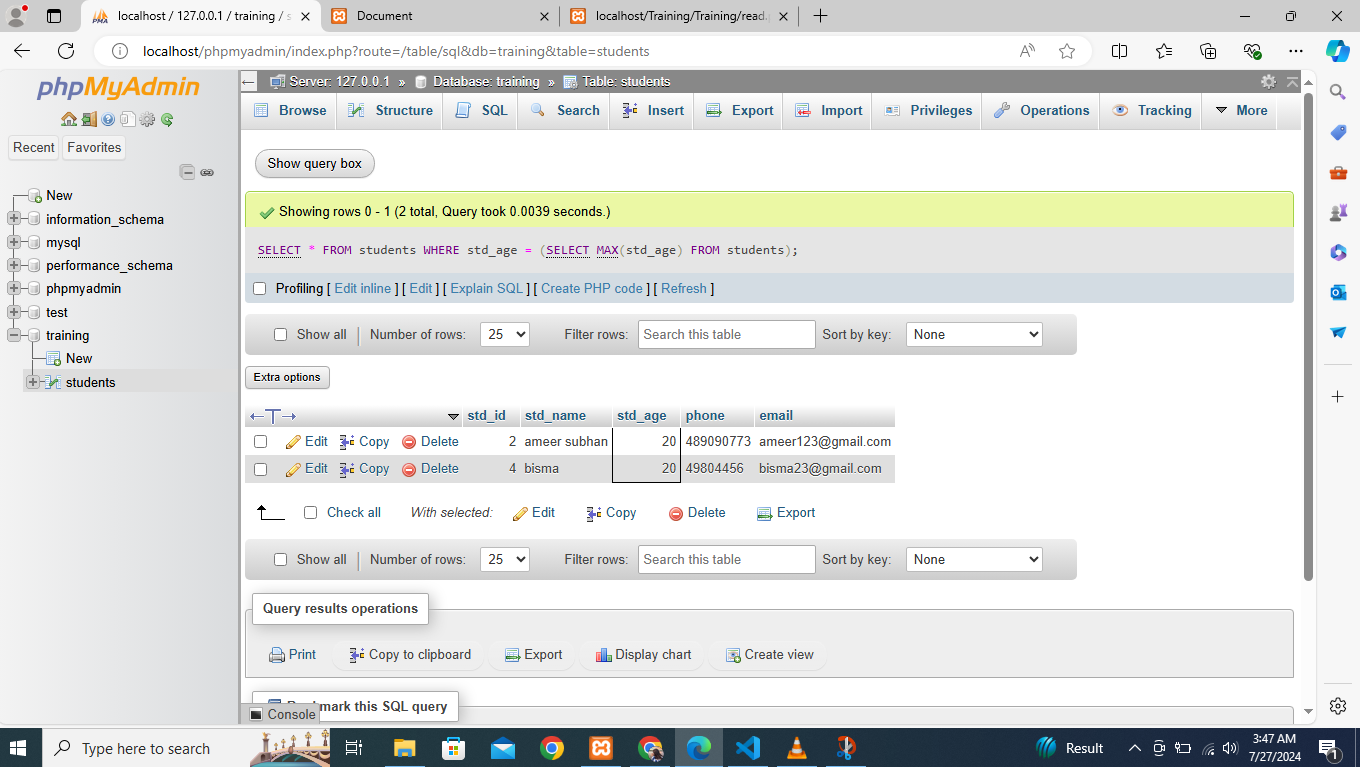 localhost / 127.0.0.1 / training / s
Document
localhost/Training/Training/read.
localhost/phpmyadmin/index.php?route=/table/sql&db=training&table=students
phpMyAdmin
Recent Favorites
New
information_schema
mysql
performance_schema
phpmyadmin
test
training
New
students
Server: 127.0.0.1 » Database: training » Table: students
Browse Structure SQL Search Insert Export Import Privileges Operations Tracking More
Show query box
Showing rows 0 - 1 (2 total, Query took 0.0039 seconds.)
SELECT * FROM students WHERE std_age = (SELECT MAX(std_age) FROM students);
Profiling [ Edit inline ] [ Edit ] [ Explain SQL ] [ Create PHP code ] [ Refresh ]
Show all Number of rows: 25 Filter rows: Search this table Sort by key: None
Extra options
←T→ std_id std_name std_age phone email
Edit Copy Delete 2 ameer subhan 20 489090773 ameer123@gmail.com
Edit Copy Delete 4 bisma 20 49804456 bisma23@gmail.com
Check all With selected: Edit Copy Delete Export
Show all Number of rows: 25 Filter rows: Search this table Sort by key: None
Query results operations
Print Copy to clipboard Export Display chart Create view
mark this SQL query
Console
Type here to search
Result
3:47 AM
7/27/2024
1